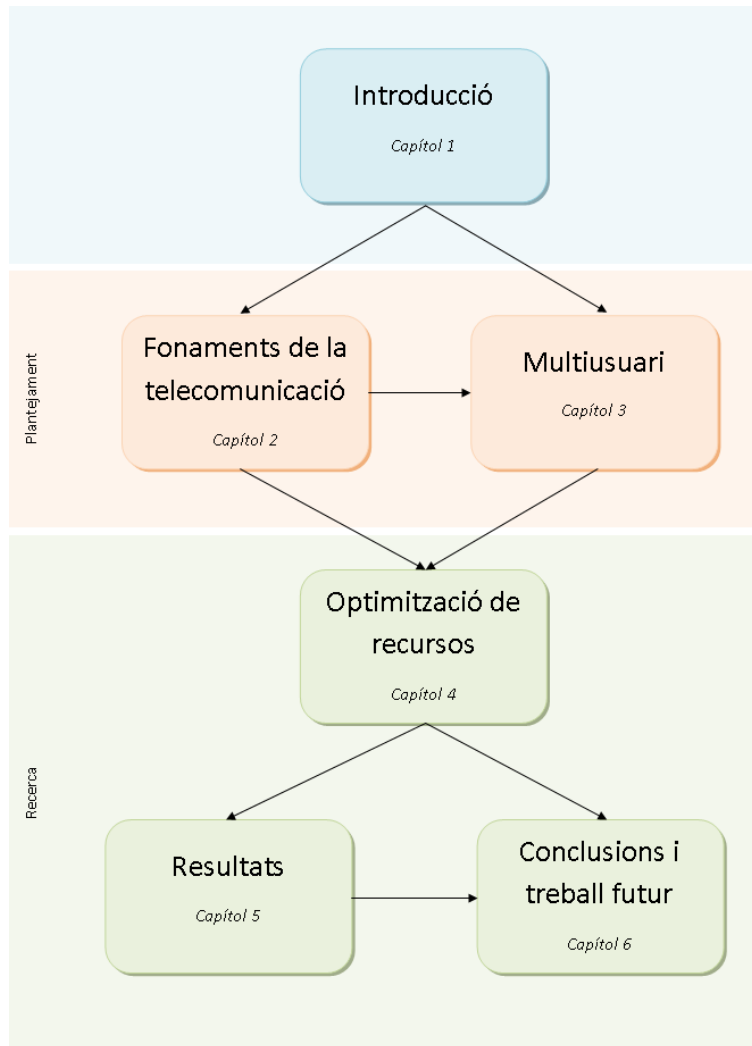 Introducció
Capítol 1
Plantejament
Fonaments de la
telecomunicació
Capítol 2
Multiusuari
Capítol 3
Recerca
Optimització de
recursos
Capítol 4
Resultats
Capítol 5
Conclusions i
treball futur
Capítol 6